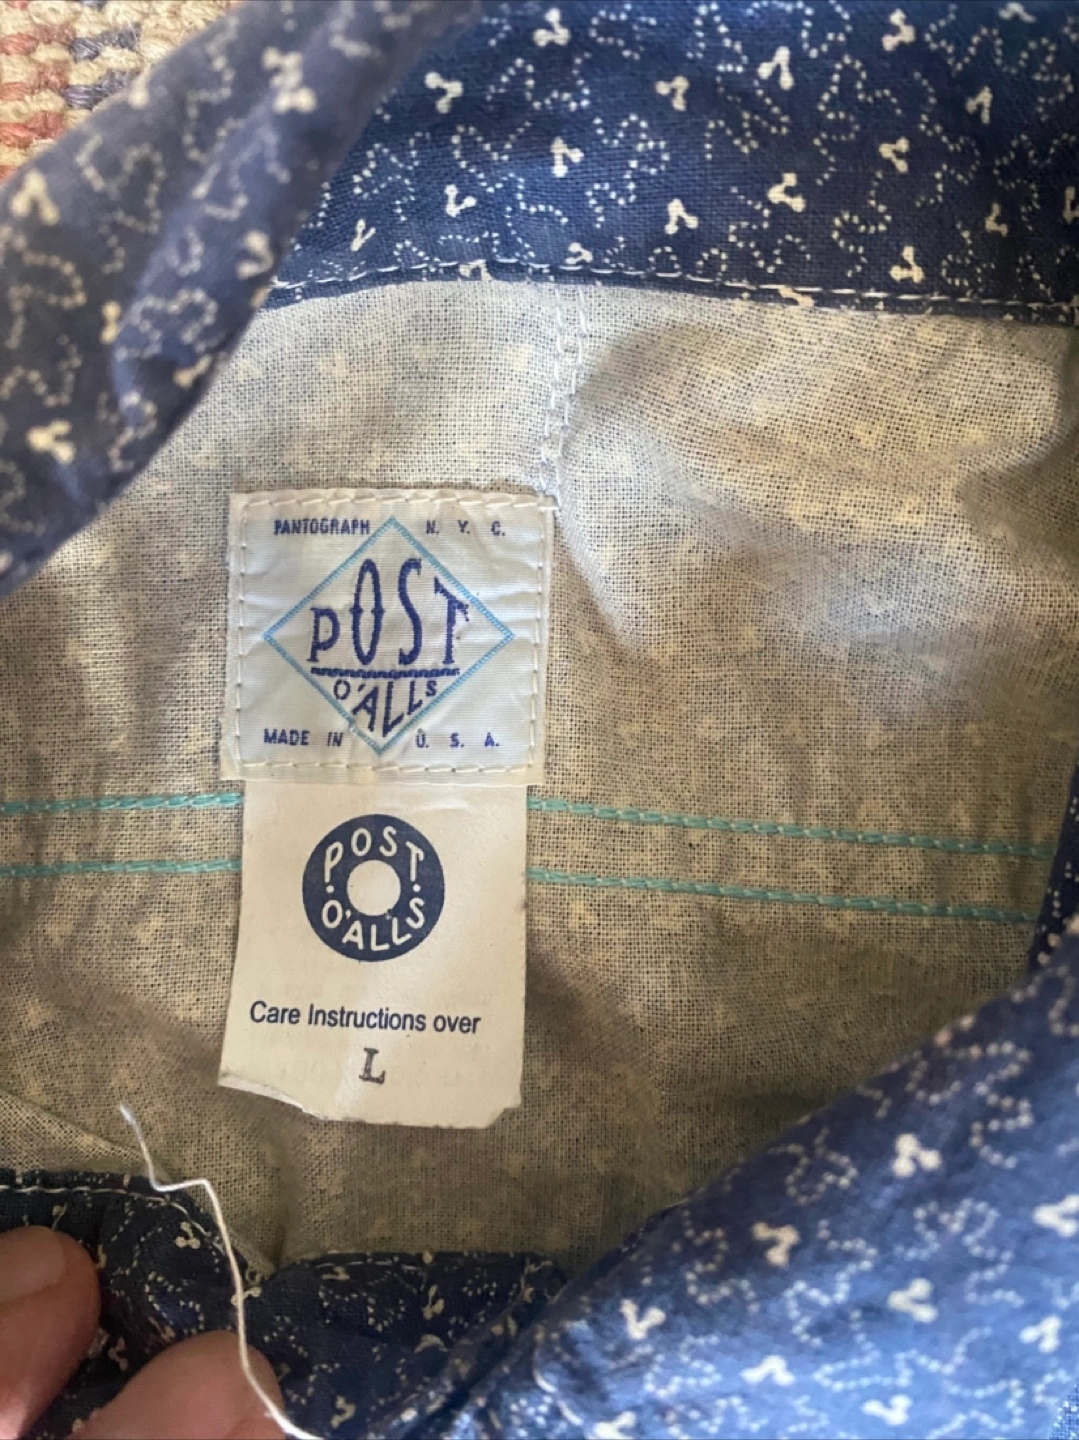 PANTOGRAPH N. Y. C.
POST
O'ALLS
MADE IN U. S. A.
POST
O'ALLS
Care Instructions over
L